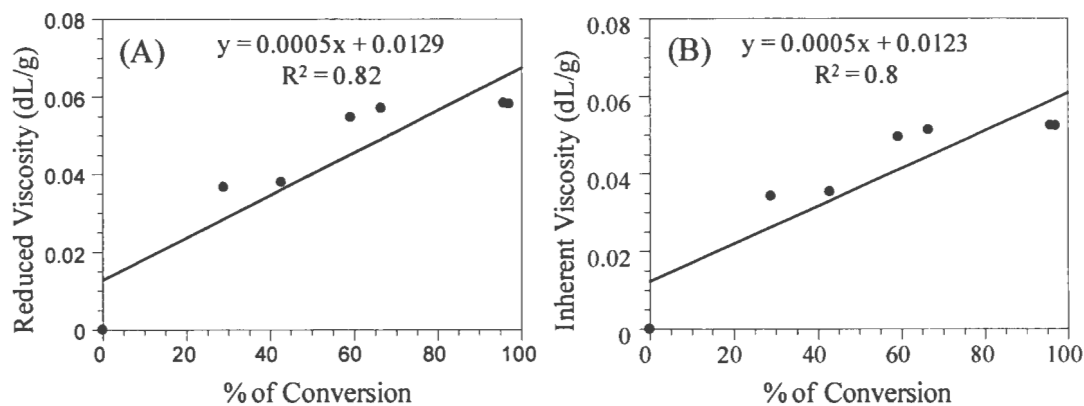 (A)
y = 0.0005x + 0.0129
R² = 0.82
Reduced Viscosity (dL/g)
0.08
0.06
0.04
0.02
0
0 20 40 60 80 100
% of Conversion
(B)
y = 0.0005x + 0.0123
R² = 0.8
Inherent Viscosity (dL/g)
0.08
0.06
0.04
0.02
0
0 20 40 60 80 100
% of Conversion